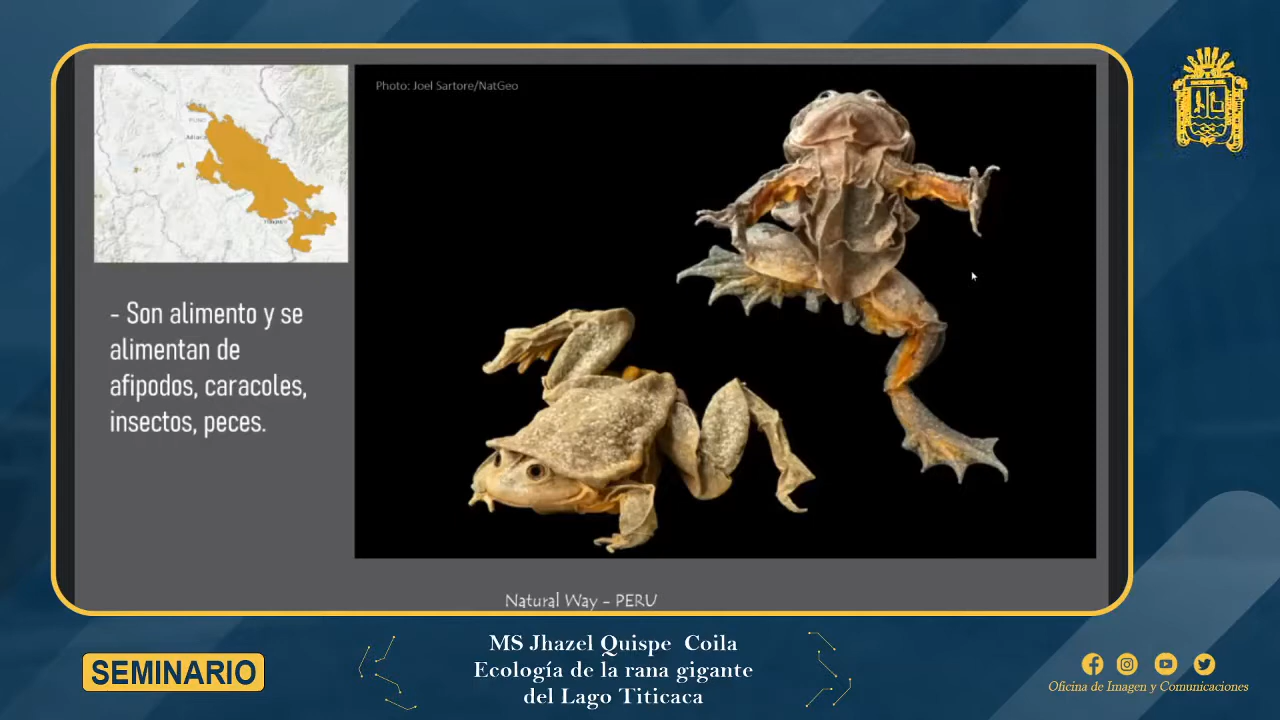 Photo: Joel Sartore/NatGeo
- Son alimento y se
alimentan de
afipodos, caracoles,
insectos, peces.
Natural Way - PERU
SEMINARIO
MS Jhazel Quispe Coila
Ecología de la rana gigante
del Lago Titicaca
Oficina de Imagen y Comunicaciones